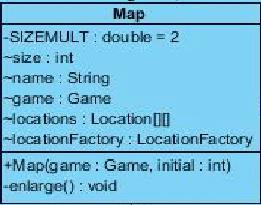 Map
-SIZEMULT : double = 2
~size : int
~name : String
~game : Game
~locations : Location[][]
~locationFactory : LocationFactory
+Map(game : Game, initial : int)
-enlarge() : void